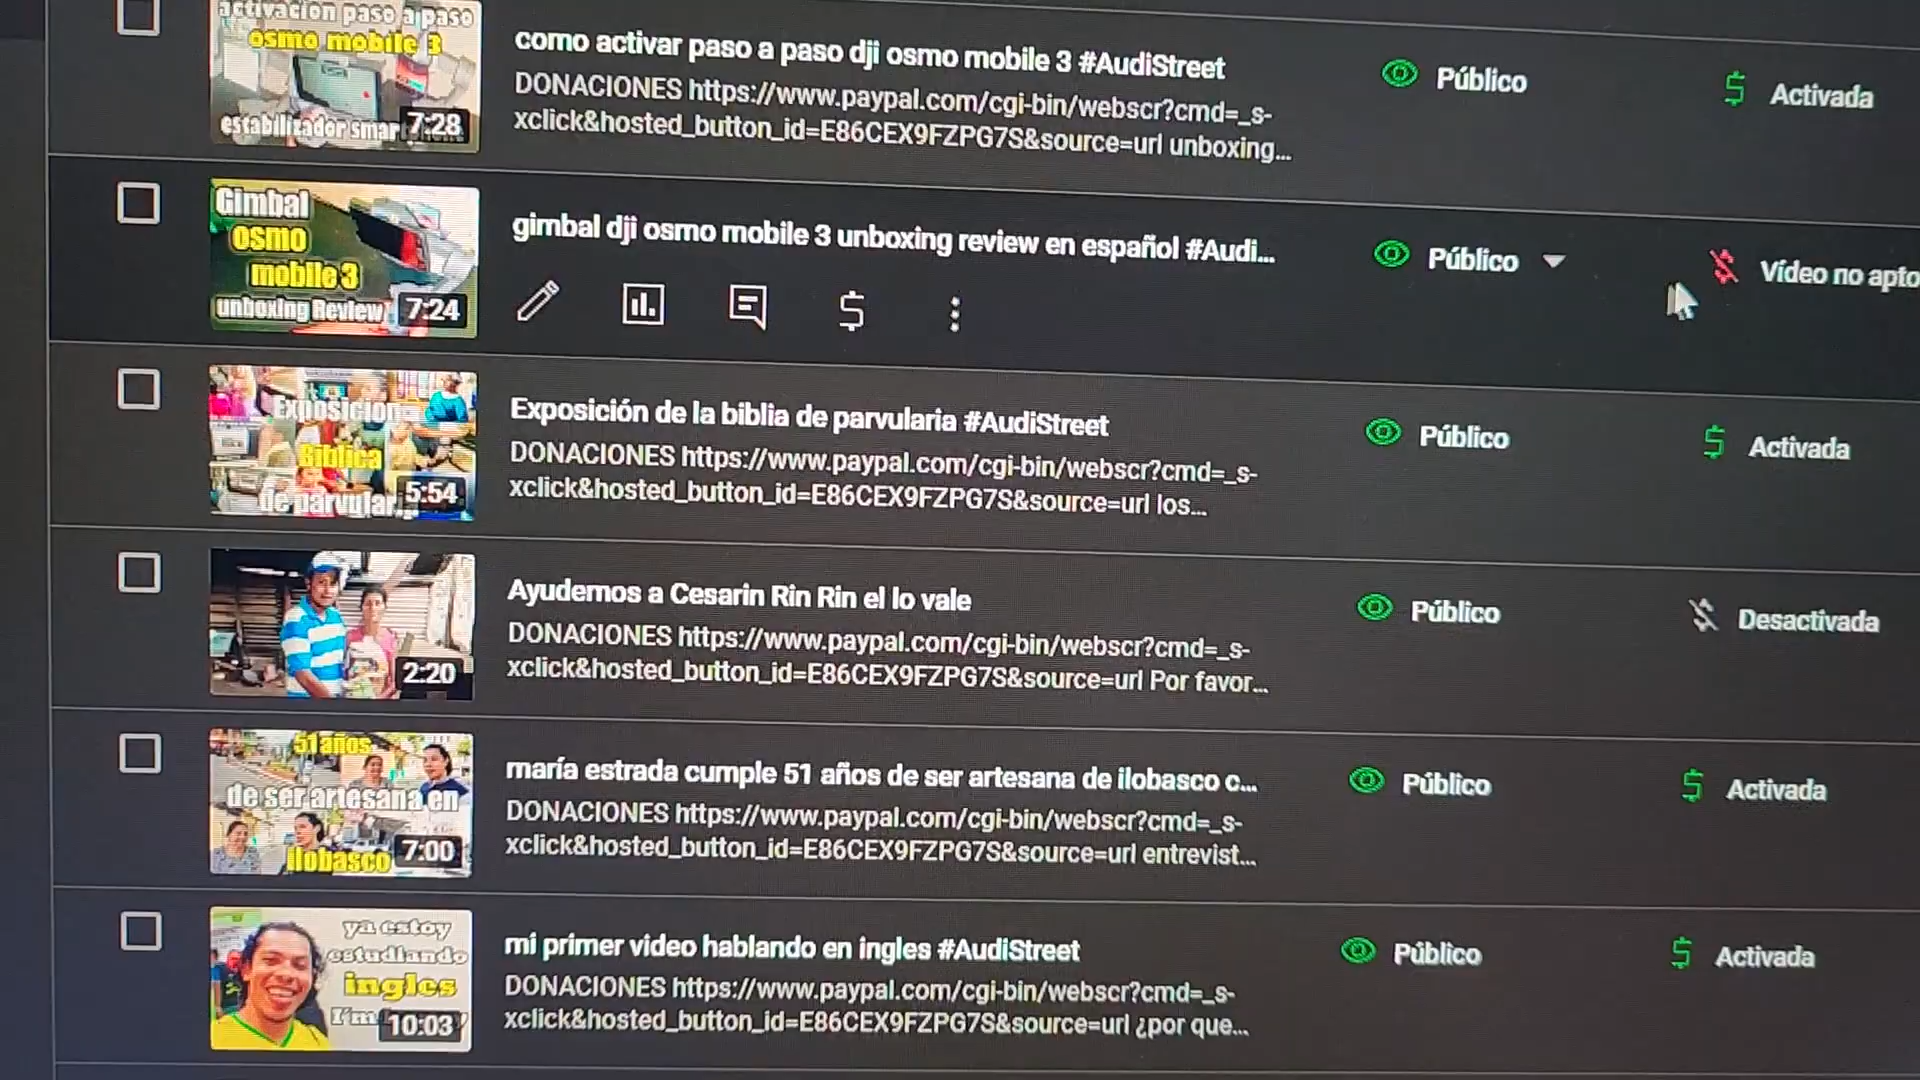 activación paso a paso
osmo mobile 3
estabilizador smar
7:28
como activar paso a paso dji osmo mobile 3 #AudiStreet
DONACIONES https://www.paypal.com/cgi-bin/webscr?cmd=_s-
xclick&hosted_button_id=E86CEX9FZPG7S&source=url unboxing...
Público
Activada
Gimbal
osmo
mobile 3
unboxing Review
7:24
gimbal dji osmo mobile 3 unboxing review en español #Audi...
Público
Vídeo no apto
Exposicion
Biblica
de parvular
5:54
Exposición de la biblia de parvularia #AudiStreet
DONACIONES https://www.paypal.com/cgi-bin/webscr?cmd=_s-
xclick&hosted_button_id=E86CEX9FZPG7S&source=url los...
Público
Activada
2:20
Ayudemos a Cesarin Rin Rin el lo vale
DONACIONES https://www.paypal.com/cgi-bin/webscr?cmd=_s-
xclick&hosted_button_id=E86CEX9FZPG7S&source=url Por favor...
Público
Desactivada
51 años
de ser artesana en
ilobasco
7:00
maría estrada cumple 51 años de ser artesana de ilobasco c...
DONACIONES https://www.paypal.com/cgi-bin/webscr?cmd=_s-
xclick&hosted_button_id=E86CEX9FZPG7S&source=url entrevist...
Público
Activada
ya estoy
estudiando
ingles
I'm
10:03
mi primer video hablando en ingles #AudiStreet
DONACIONES https://www.paypal.com/cgi-bin/webscr?cmd=_s-
xclick&hosted_button_id=E86CEX9FZPG7S&source=url ¿por que...
Público
Activada